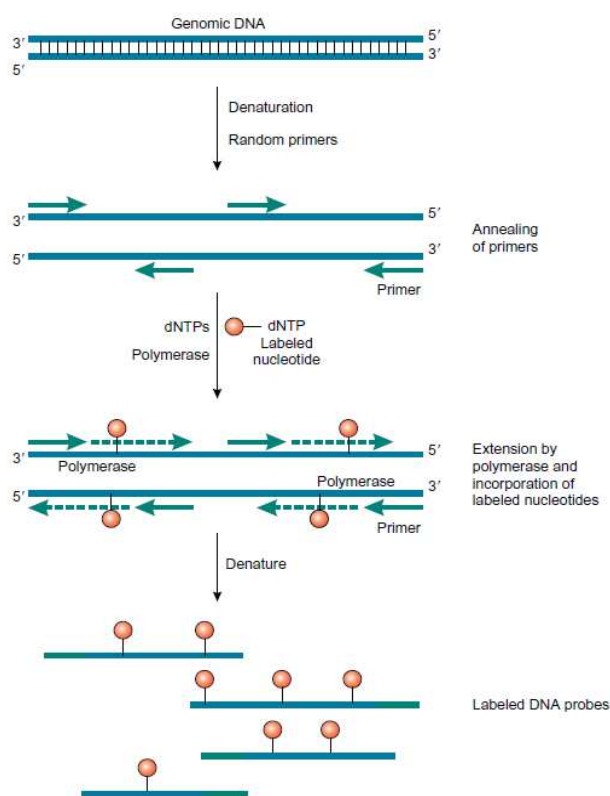 Genomic DNA
3′
5′
5′
3′
Denaturation
Random primers
3′
5′
5′
3′
Annealing
of primers
Primer
dNTPs
Polymerase
dNTP
Labeled
nucleotide
3′
5′
Polymerase
Polymerase
5′
3′
Primer
Extension by
polymerase and
incorporation of
labeled nucleotides
Denature
Labeled DNA probes